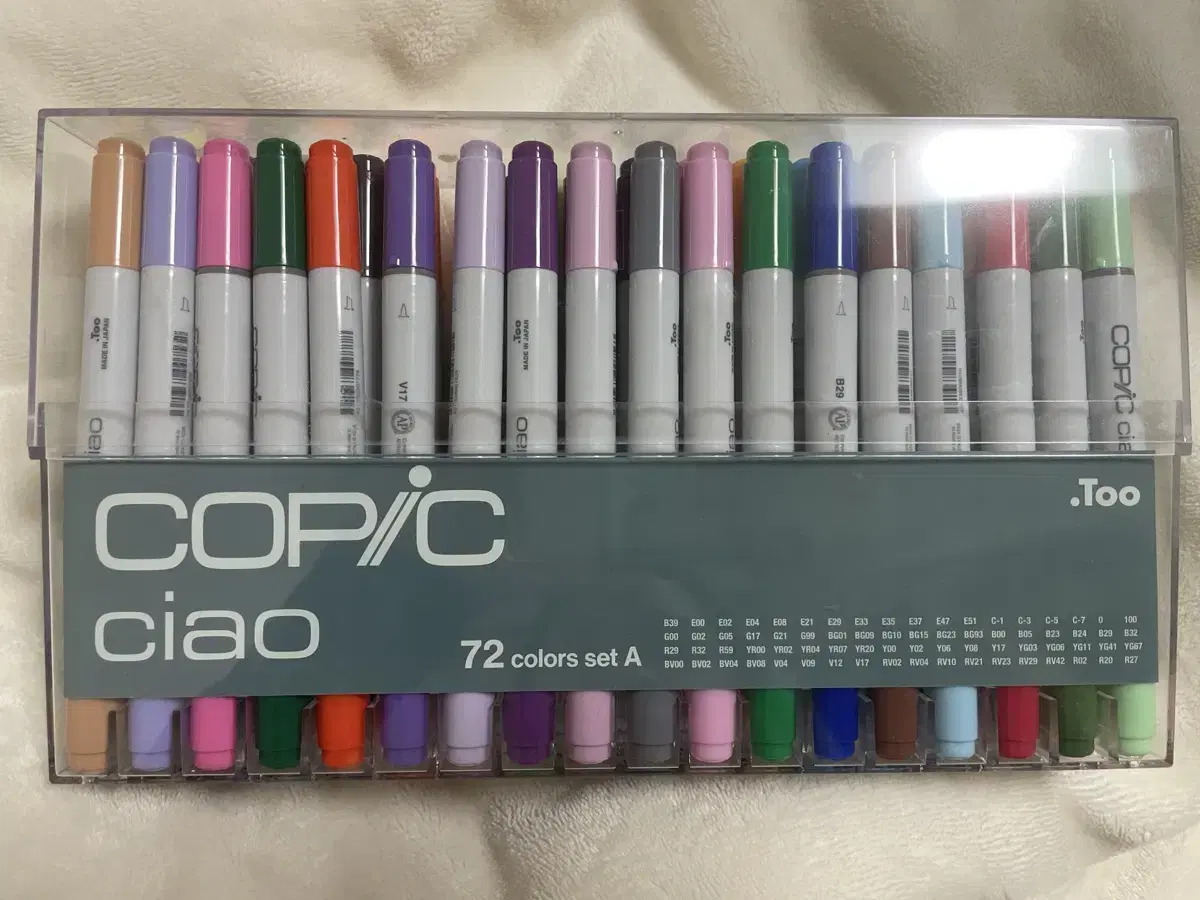 .Too
MADE IN JAPAN
V17
.Too
MADE IN JAPAN
.Too
.Too
B29
COPIC ciao
ciao
ciao
COPIC
ciao
.Too
72 colors set A
B39 E00 E02 E04 E08 E21 E29 E33 E35 E37 E47 E51 C-1 C-3 C-5 C-7 0 100
G00 G02 G05 G17 G21 G99 BG01 BG09 BG10 BG15 BG23 BG93 B00 B05 B23 B24 B29 B32
R29 R32 R59 YR00 YR02 YR04 YR07 YR20 Y00 Y02 Y06 Y08 Y17 YG03 YG06 YG11 YG41 YG67
BV00 BV02 BV04 BV08 V04 V09 V12 V17 RV02 RV04 RV10 RV21 RV23 RV29 RV42 R02 R20 R27